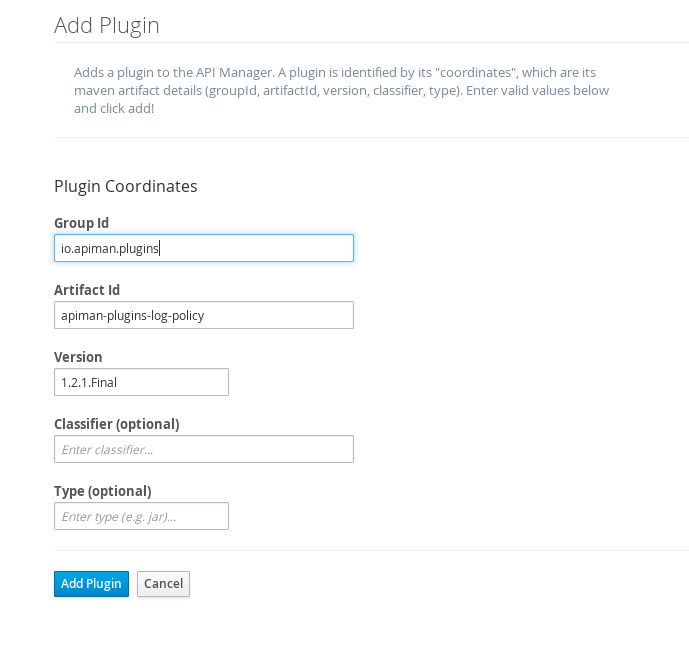 Add Plugin
Adds a plugin to the API Manager. A plugin is identified by its "coordinates", which are its
maven artifact details (groupId, artifactId, version, classifier, type). Enter valid values below
and click add!
Plugin Coordinates
Group Id
io.apiman.plugins
Artifact Id
apiman-plugins-log-policy
Version
1.2.1.Final
Classifier (optional)
Enter classifier...
Type (optional)
Enter type (e.g. jar)...
Add Plugin Cancel